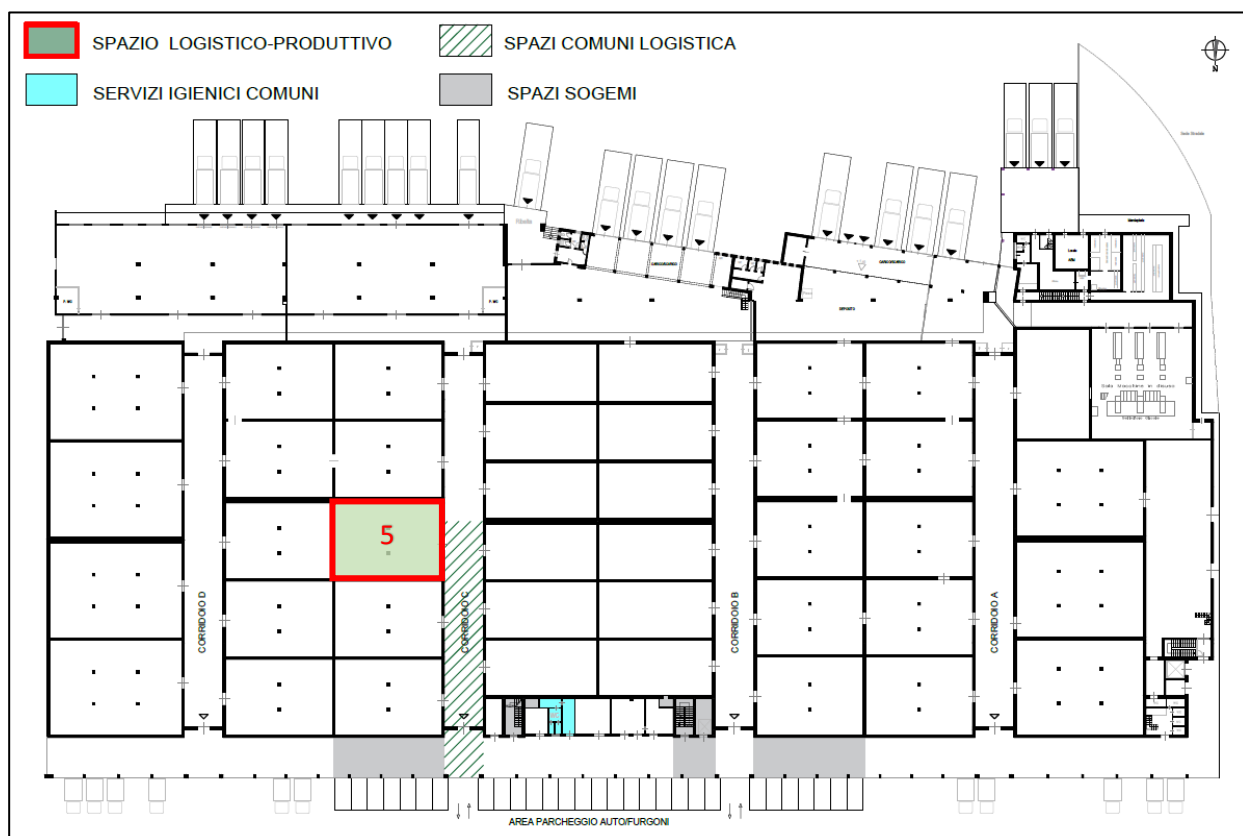 SPAZIO LOGISTICO-PRODUTTIVO
SPAZI COMUNI LOGISTICA
SERVIZI IGIENICI COMUNI
SPAZI SOGEMI
N
DEPOSITO
5
CORRIDOIO D
CORRIDOIO C
CORRIDOIO B
CORRIDOIO A
AREA PARCHEGGIO AUTO/FURGONI